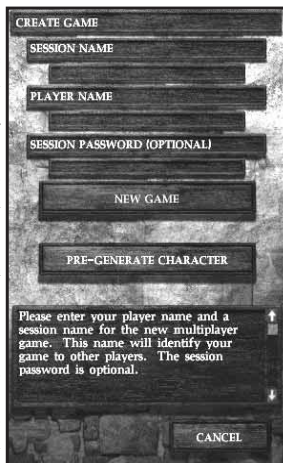 CREATE GAME
SESSION NAME
PLAYER NAME
SESSION PASSWORD (OPTIONAL)
NEW GAME
PRE-GENERATE CHARACTER
Please enter your player name and a
session name for the new multiplayer
game. This name will identify your
game to other players. The session
password is optional.
CANCEL